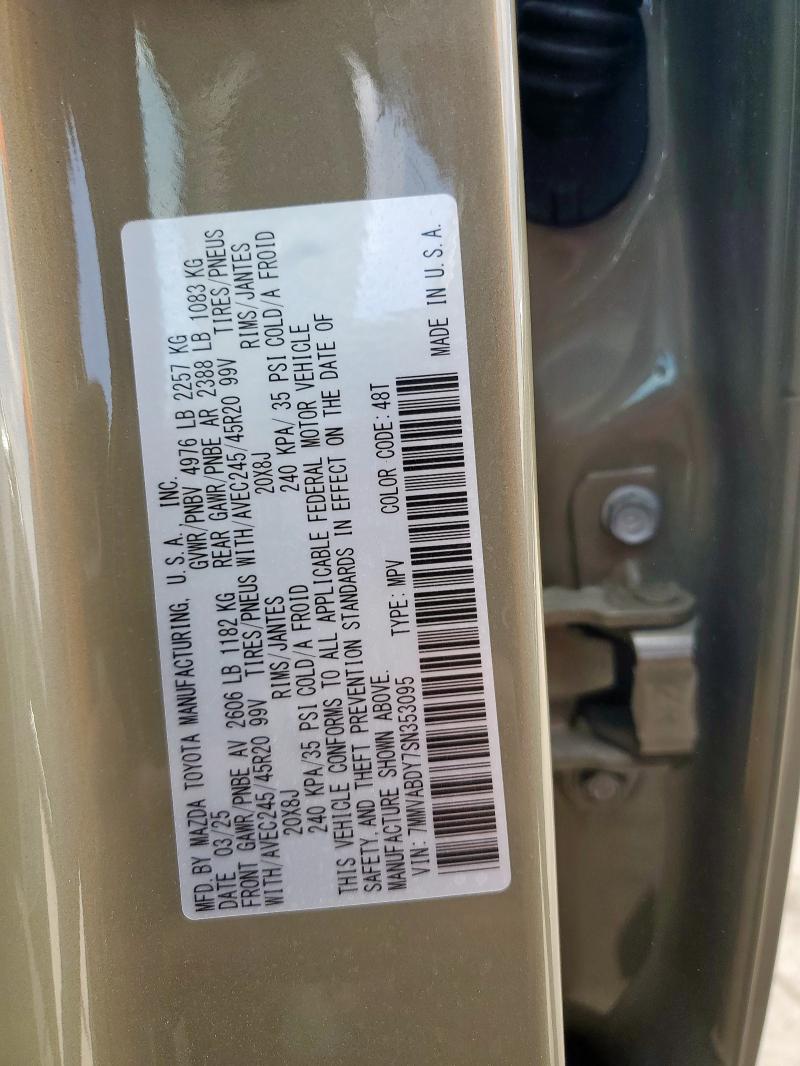 MFD.BY MAZDA TOYOTA MANUFACTURING, U.S.A. INC.
DATE 03/25 GVWR/PNBV 4976 LB 2257 KG
FRONT GAWR/PNBE AV 2606 LB 1182 KG REAR GAWR/PNBE AR 2388 LB 1083 KG
WITH/AVEC245/45R20 99V TIRES/PNEUS WITH/AVEC245/45R20 99V TIRES/PNEUS
20X8J RIMS/JANTES 20X8J RIMS/JANTES
240 KPA/35 PSI COLD/A FROID 240 KPA/ 35 PSI COLD/A FROID
THIS VEHICLE CONFORMS TO ALL APPLICABLE FEDERAL MOTOR VEHICLE
SAFETY, AND THEFT PREVENTION STANDARDS IN EFFECT ON THE DATE OF
MANUFACTURE SHOWN ABOVE.
VIN: 7MMVABDY7SN353095 TYPE: MPV COLOR CODE: 48T
MADE IN U.S.A.